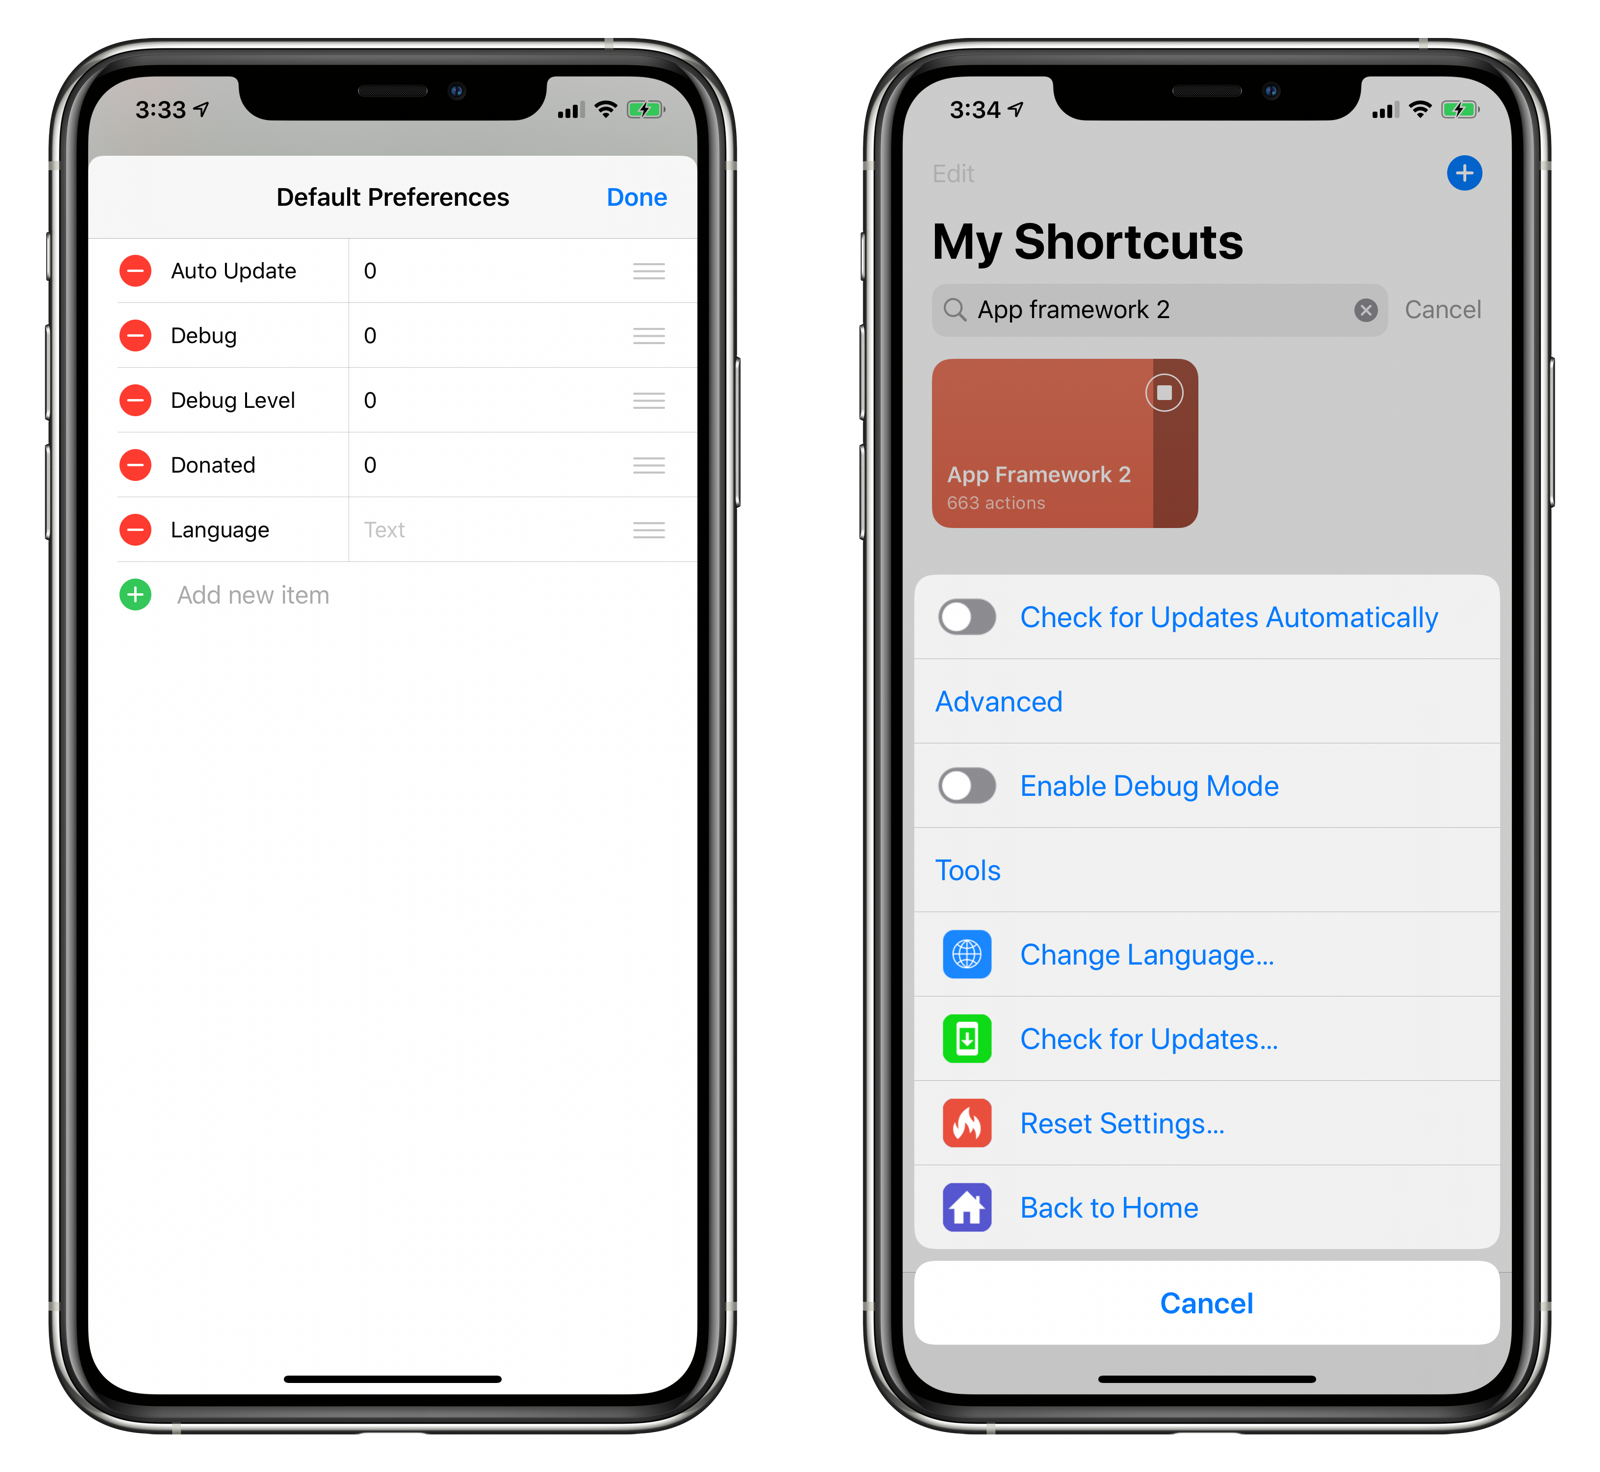 3:33
Default Preferences
Done
Auto Update 0
Debug 0
Debug Level 0
Donated 0
Language Text
Add new item
3:34
Edit
My Shortcuts
App framework 2
Cancel
App Framework 2
663 actions
Check for Updates Automatically
Advanced
Enable Debug Mode
Tools
Change Language...
Check for Updates...
Reset Settings...
Back to Home
Cancel